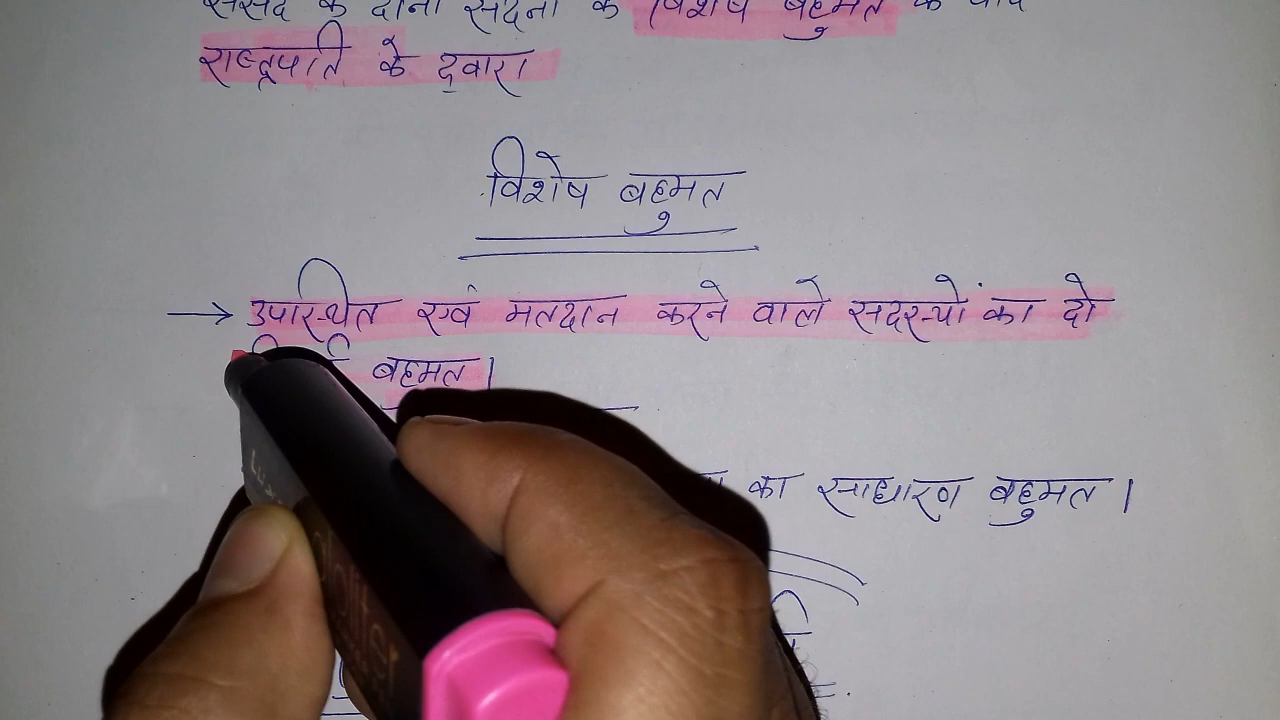 संसद के दोनो सदनो के विशेष बहुमत के बाद
राष्ट्रपति के द्वारा
विशेष बहुमत
→ उपस्थित एवं मतदान करने वाले सदस्यों का दो
बहुमत।
का साधारण बहुमत।